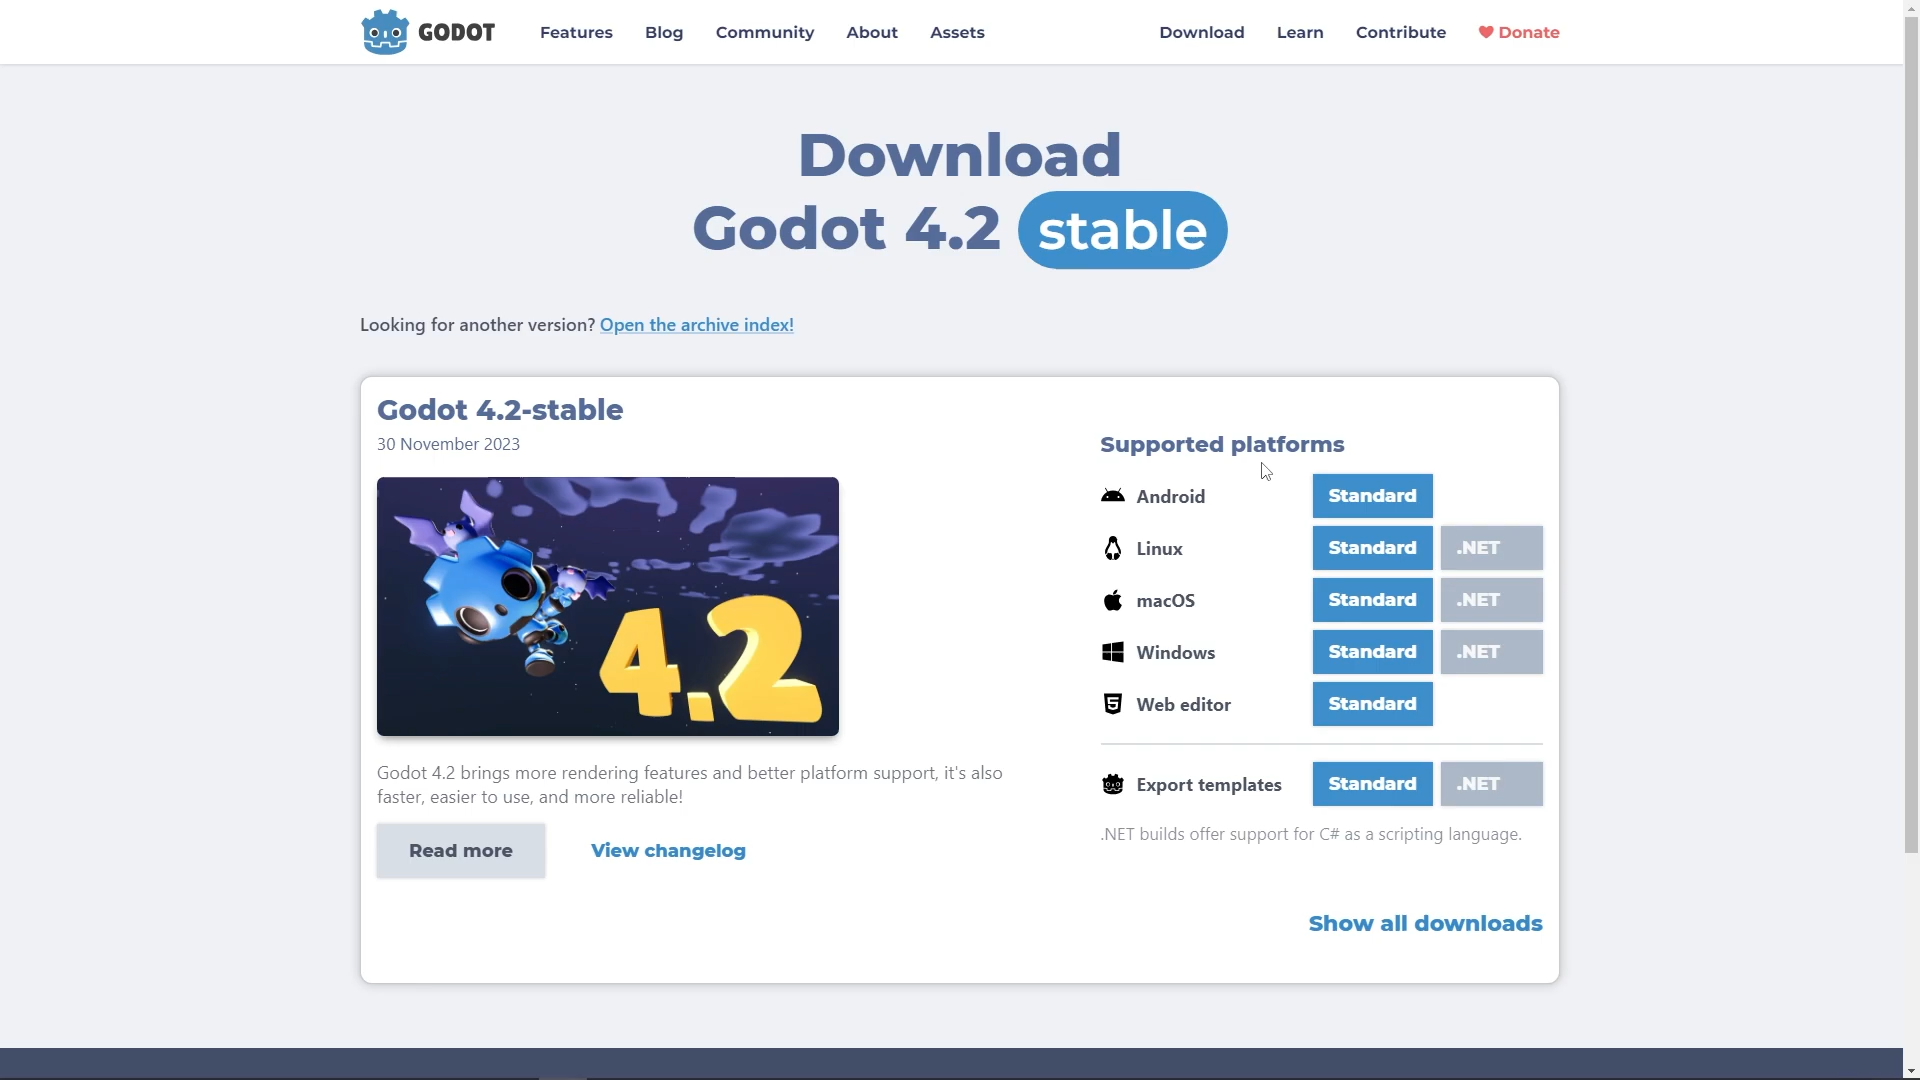 GODOT
Features Blog Community About Assets
Download Learn Contribute Donate
Download
Godot 4.2 stable
Looking for another version? Open the archive index!
Godot 4.2-stable
30 November 2023
4.2
Godot 4.2 brings more rendering features and better platform support, it's also
faster, easier to use, and more reliable!
Read more View changelog
Supported platforms
Android Standard
Linux Standard .NET
macOS Standard .NET
Windows Standard .NET
Web editor Standard
Export templates Standard .NET
.NET builds offer support for C# as a scripting language.
Show all downloads